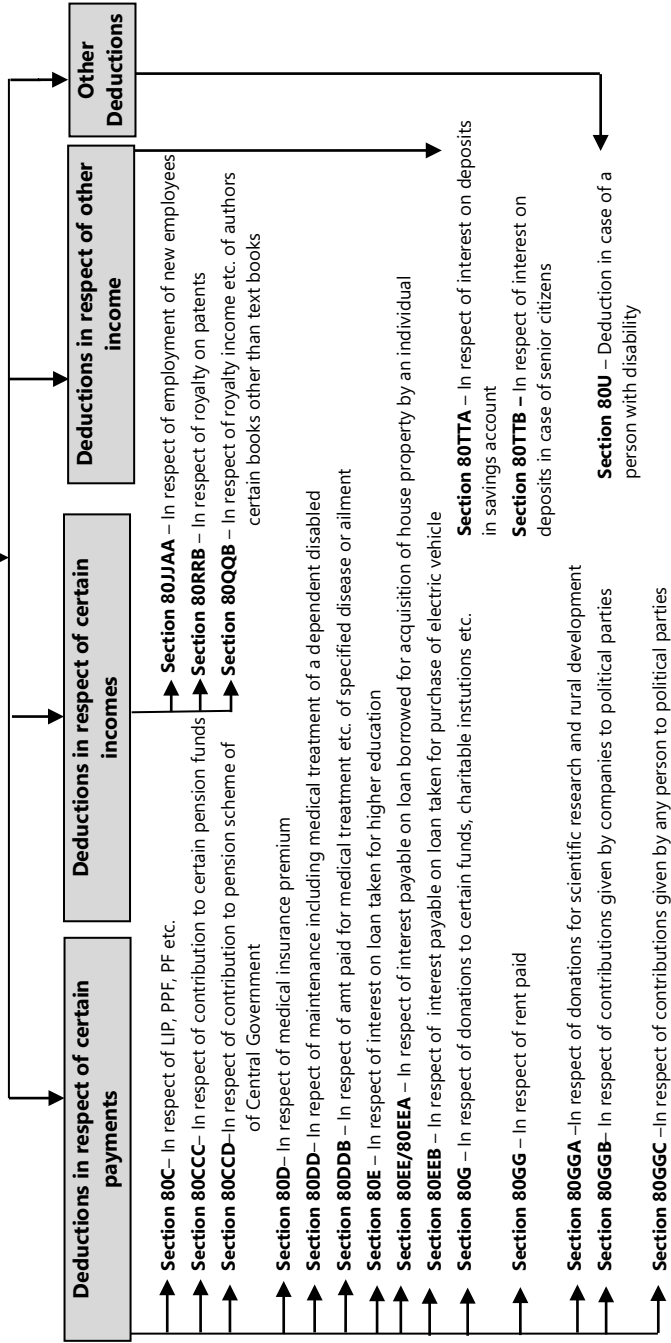 Deductions in respect of certain
payments
Section 80C– In respect of LIP, PPF, PF etc.
Section 80CCC– In respect of contribution to certain pension funds
Section 80CCD–In respect of contribution to pension scheme of
of Central Government
Section 80D– In respect of medical insurance premium
Section 80DD– In repect of maintenance including medical treatment of a dependent disabled
Section 80DDB – In respect of amt paid for medical treatment etc. of specified disease or ailment
Section 80E – In respect of interest on loan taken for higher education
Section 80EE/80EEA – In respect of interest payable on loan borrowed for acquisition of house property by an individual
Section 80EEB – In respect of interest payable on loan taken for purchase of electric vehicle
Section 80G – In respect of donations to certain funds, charitable instutions etc.
Section 80GG – In respect of rent paid
Section 80GGA –In respect of donations for scientific research and rural development
Section 80GGB– In respect of contributions given by companies to political parties
Section 80GGC– In respect of contributions given by any person to political parties
Deductions in respect of certain
incomes
Section 80JJAA – In respect of employment of new employees
Section 80RRB – In respect of royalty on patents
Section 80QQB – In respect of royalty income etc. of authors
certain books other than text books
Deductions in respect of other
income
Section 80TTA – In respect of interest on deposits
in savings account
Section 80TTB – In respect of interest on
deposits in case of senior citizens
Other
Deductions
Section 80U – Deduction in case of a
person with disability